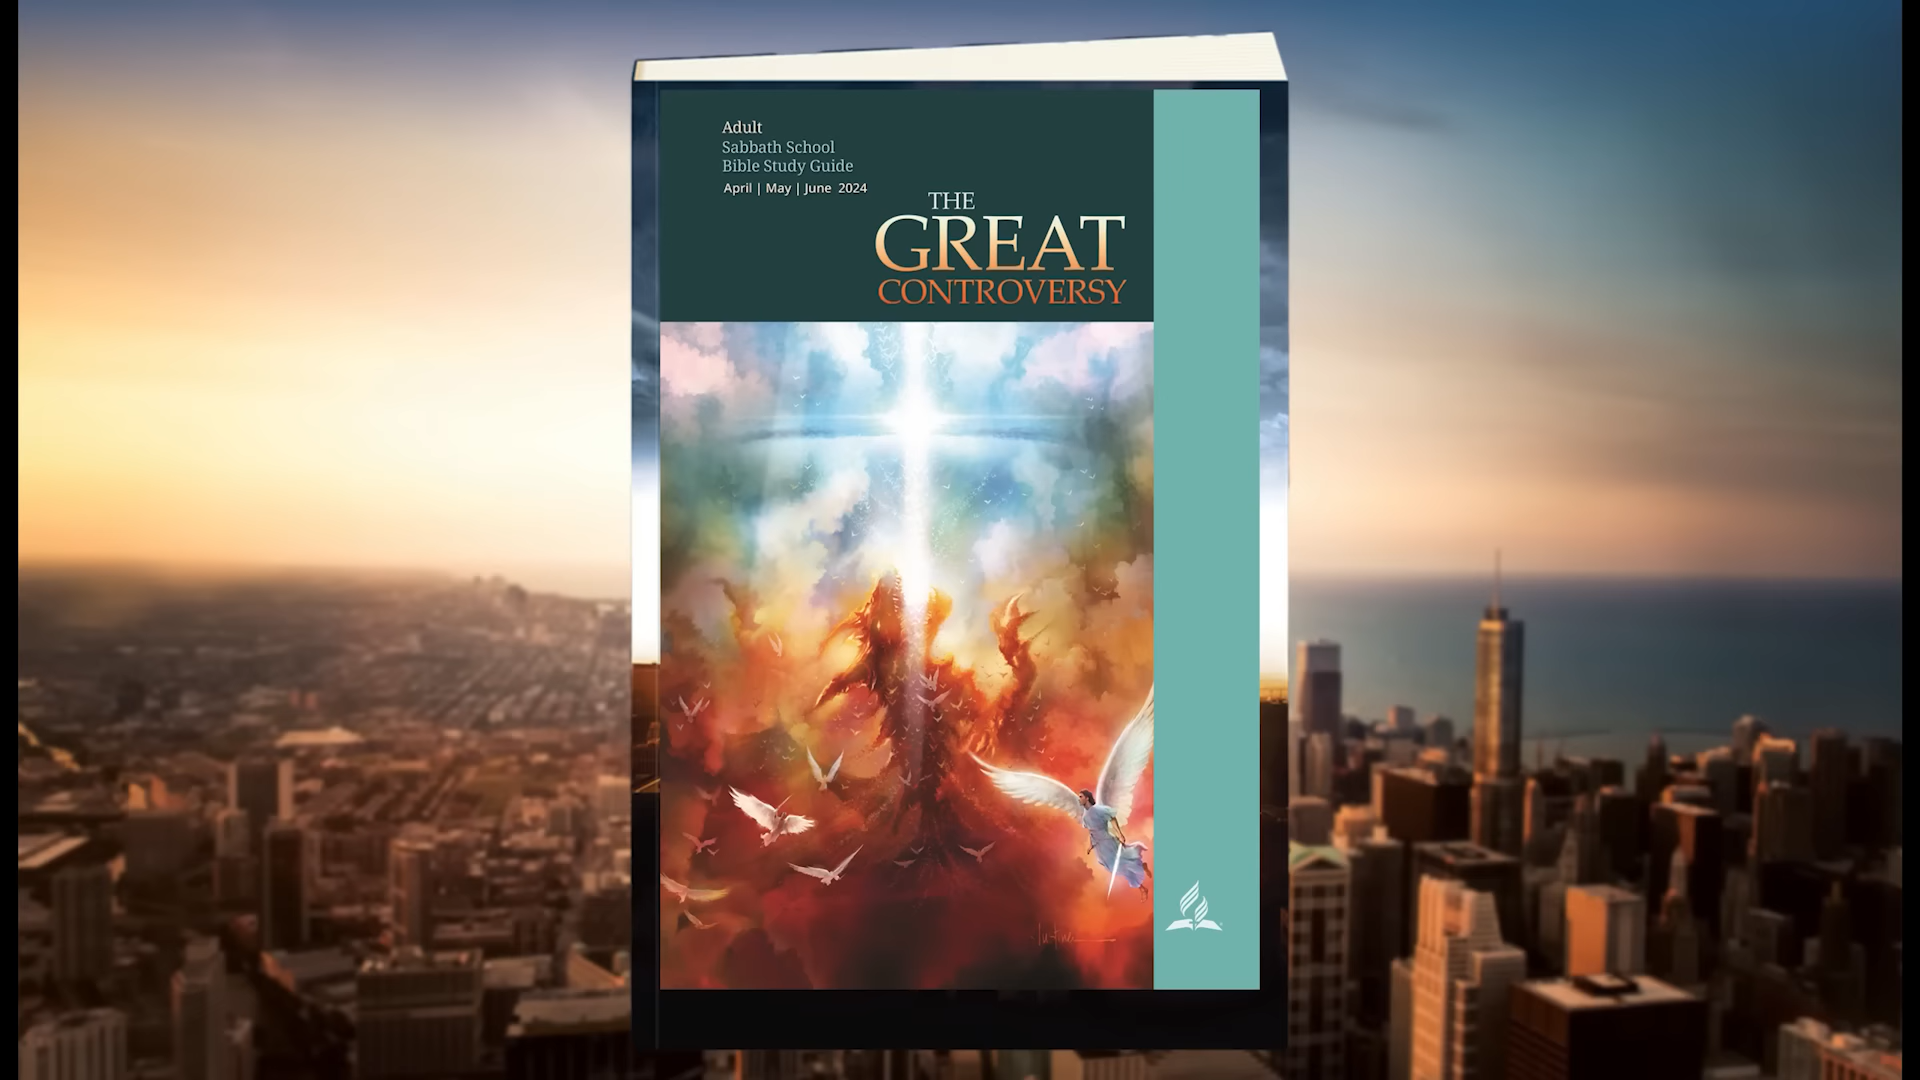 Adult
Sabbath School
Bible Study Guide
April | May | June 2024
THE
GREAT
CONTROVERSY